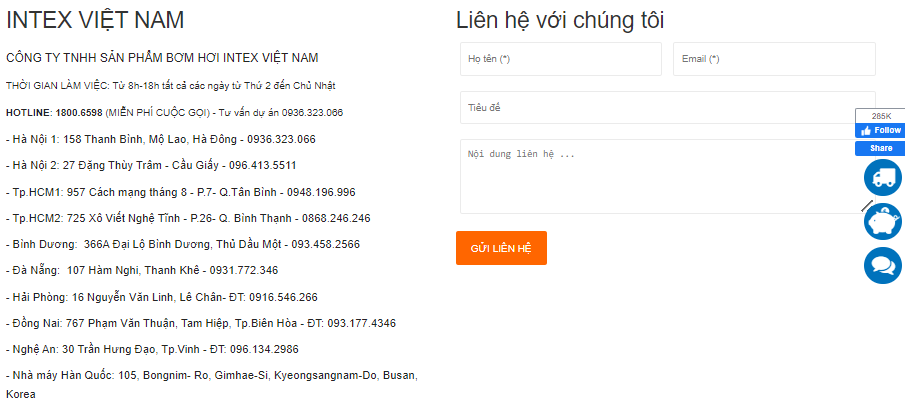 INTEX VIỆT NAM
CÔNG TY TNHH SẢN PHẨM BƠM HƠI INTEX VIỆT NAM
THỜI GIAN LÀM VIỆC: Từ 8h-18h tất cả các ngày từ Thứ 2 đến Chủ Nhật
HOTLINE: 1800.6598 (MIỄN PHÍ CUỘC GỌI) - Tư vấn dự án 0936.323.066
- Hà Nội 1: 158 Thanh Bình, Mộ Lao, Hà Đông - 0936.323.066
- Hà Nội 2: 27 Đặng Thùy Trâm - Cầu Giấy - 096.413.5511
- Tp.HCM1: 957 Cách mạng tháng 8 - P.7- Q.Tân Bình - 0948.196.996
- Tp.HCM2: 725 Xô Viết Nghệ Tĩnh - P.26- Q. Bình Thạnh - 0868.246.246
- Bình Dương: 366A Đại Lộ Bình Dương, Thủ Dầu Một - 093.458.2566
- Đà Nẵng: 107 Hàm Nghi, Thanh Khê - 0931.772.346
- Hải Phòng: 16 Nguyễn Văn Linh, Lê Chân- ĐT: 0916.546.266
- Đồng Nai: 767 Phạm Văn Thuận, Tam Hiệp, Tp.Biên Hòa - ĐT: 093.177.4346
- Nghệ An: 30 Trần Hưng Đạo, Tp.Vinh - ĐT: 096.134.2986
- Nhà máy Hàn Quốc: 105, Bongnim- Ro, Gimhae-Si, Kyeongsangnam-Do, Busan,
Korea
Liên hệ với chúng tôi
Họ tên (*)
Email (*)
Tiêu đề
Nội dung liên hệ ...
GỬI LIÊN HỆ
285K
Follow
Share